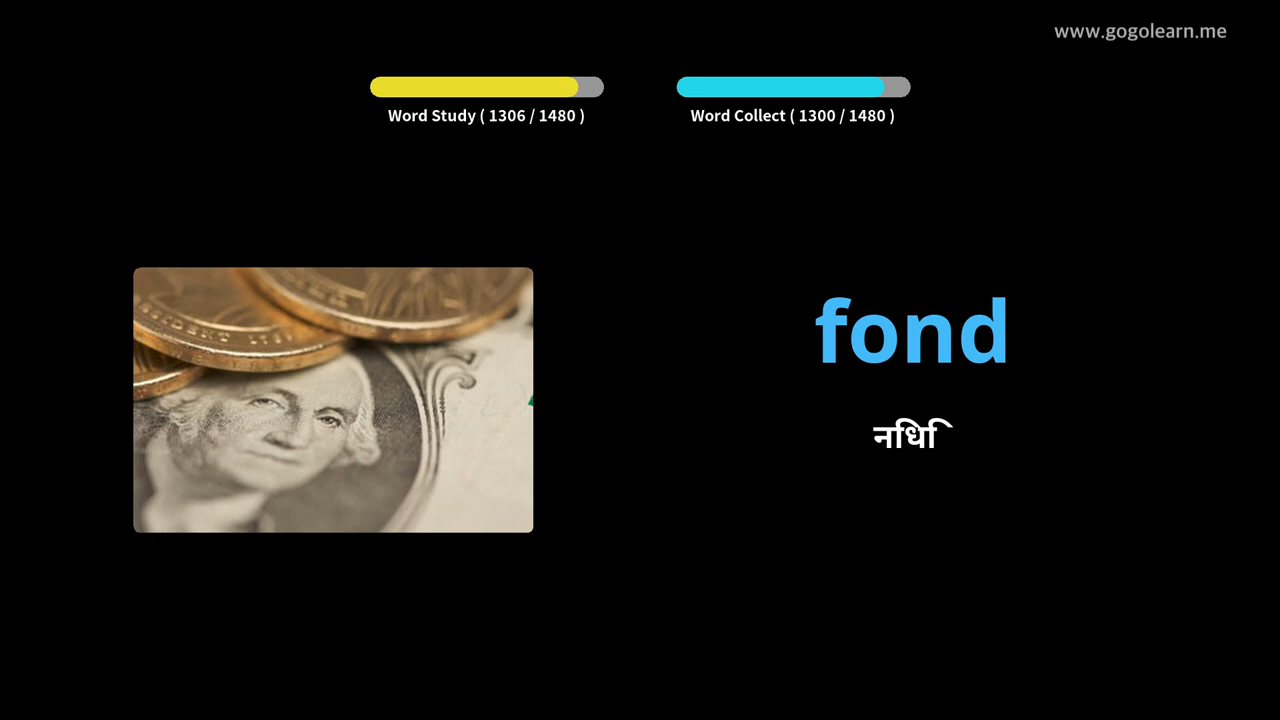 www.gogolearn.me
Word Study ( 1306 / 1480 )
Word Collect ( 1300 / 1480 )
fond
निधि